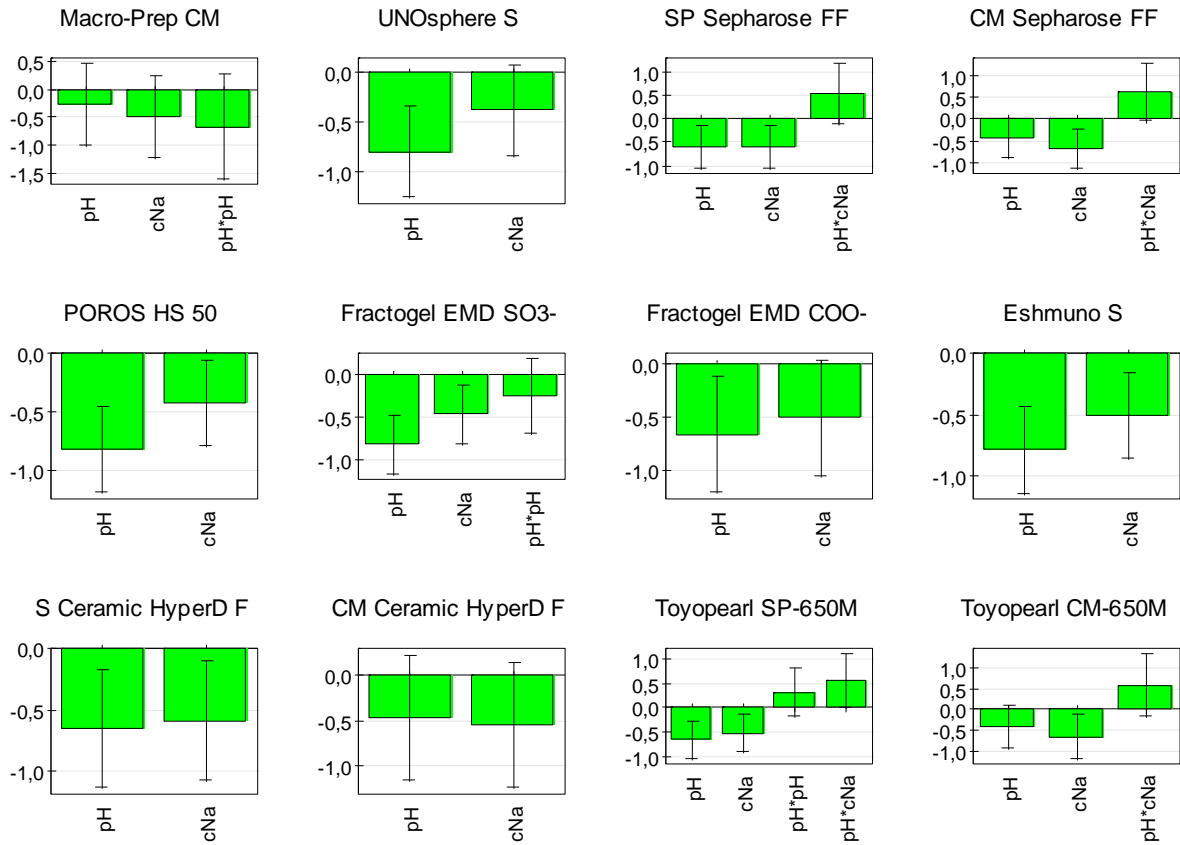 Macro-Prep CM
0,5
0,0
-0,5
-1,0
-1,5
pH
cNa
pH*pH
UNOsphere S
0,0
-0,5
-1,0
pH
cNa
SP Sepharose FF
1,0
0,5
0,0
-0,5
-1,0
pH
cNa
pH*cNa
CM Sepharose FF
1,0
0,5
0,0
-0,5
-1,0
pH
cNa
pH*cNa
POROS HS 50
0,0
-0,5
-1,0
pH
cNa
Fractogel EMD SO3-
0,0
-0,5
-1,0
pH
cNa
pH*pH
Fractogel EMD COO-
0,0
-0,5
-1,0
pH
cNa
Eshmuno S
0,0
-0,5
-1,0
pH
cNa
S Ceramic HyperD F
0,0
-0,5
-1,0
pH
cNa
CM Ceramic HyperD F
0,0
-0,5
-1,0
pH
cNa
Toyopearl SP-650M
1,0
0,5
0,0
-0,5
-1,0
pH
cNa
pH*pH
pH*cNa
Toyopearl CM-650M
1,0
0,5
0,0
-0,5
-1,0
pH
cNa
pH*cNa